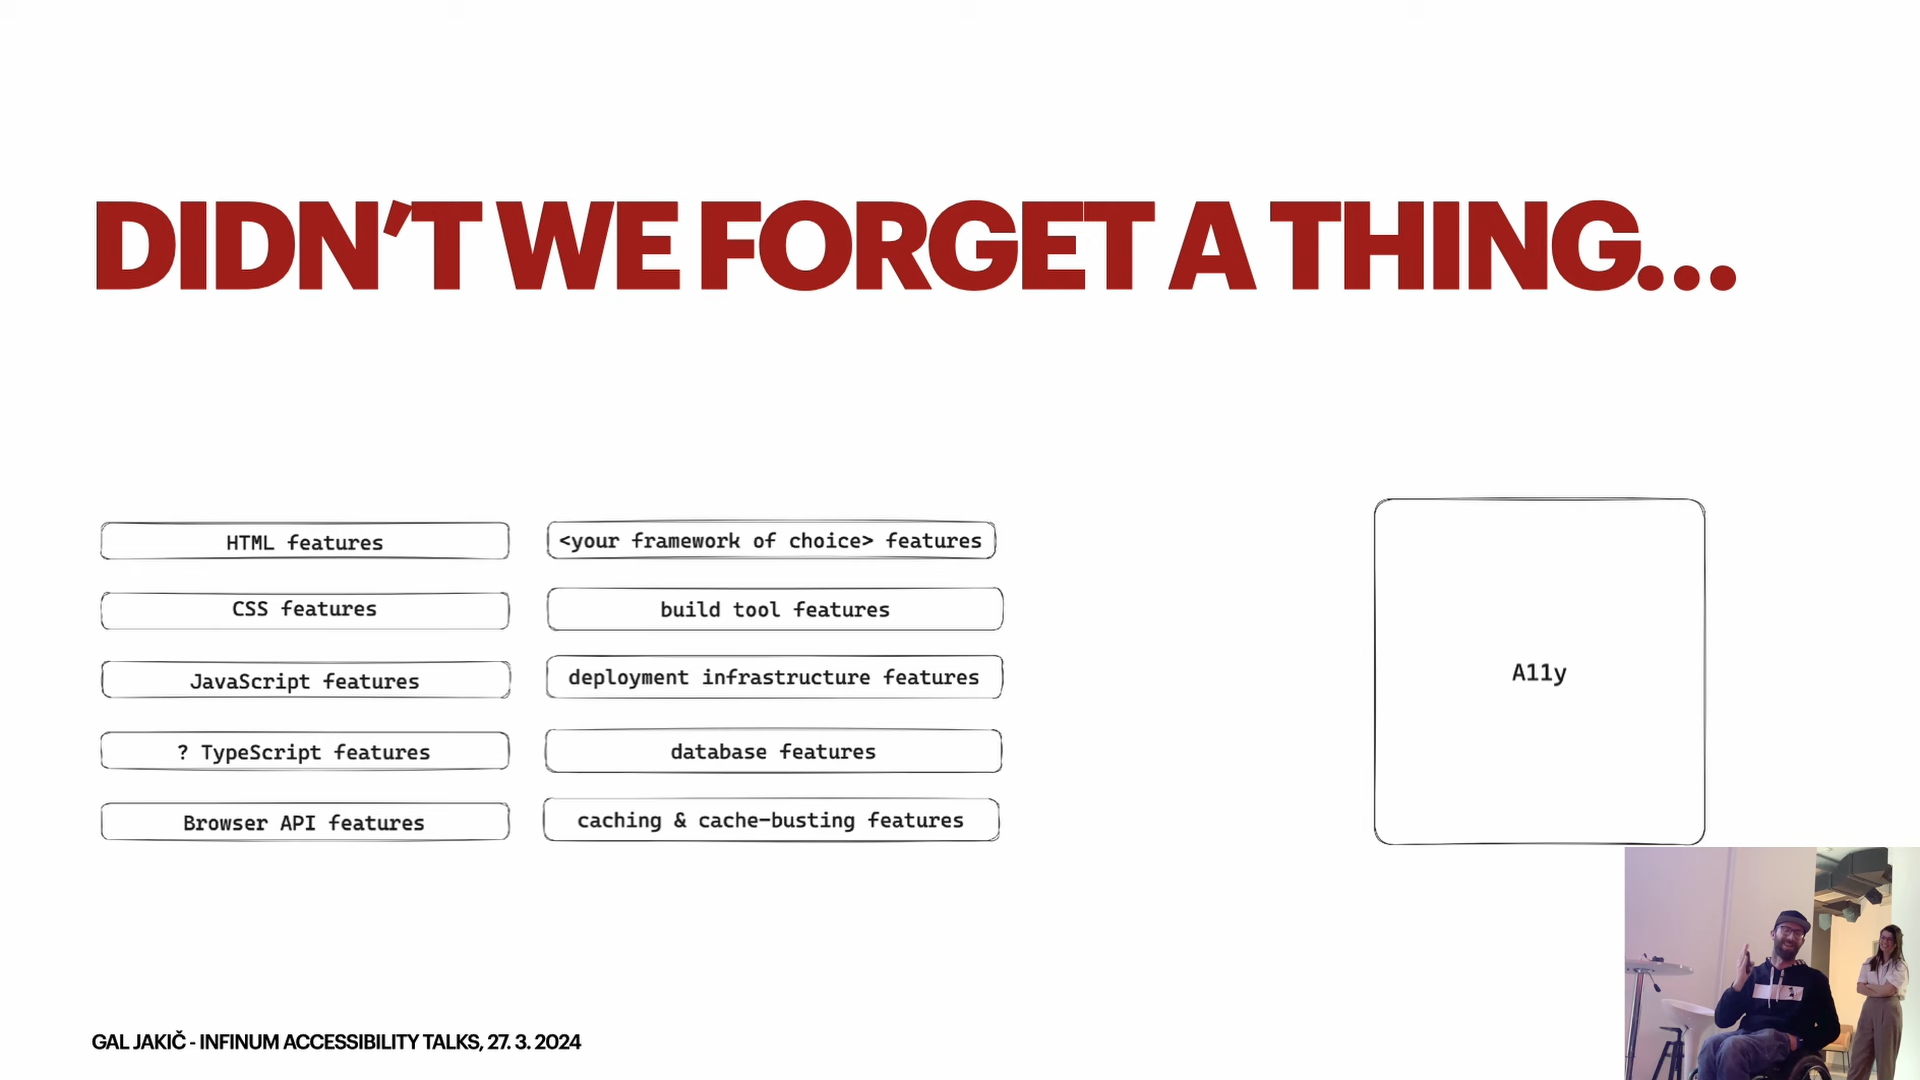 DIDN'T WE FORGET A THING...
HTML features
CSS features
JavaScript features
? TypeScript features
Browser API features
<your framework of choice> features
build tool features
deployment infrastructure features
database features
caching & cache-busting features
A11y
GAL JAKIČ - INFINUM ACCESSIBILITY TALKS, 27. 3. 2024